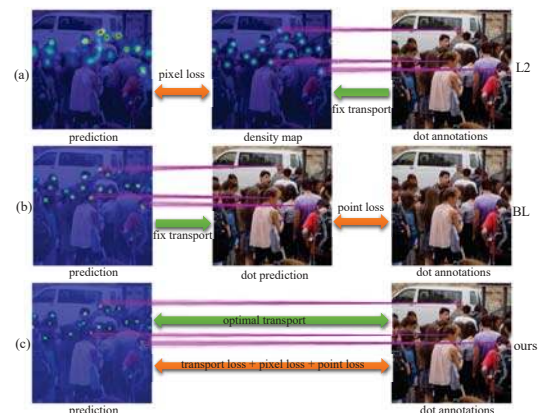 (a)
pixel loss
fix transport
L2
prediction
density map
dot annotations
(b)
fix transport
point loss
BL
prediction
dot prediction
dot annotations
(c)
optimal transport
transport loss + pixel loss + point loss
ours
prediction
dot annotations